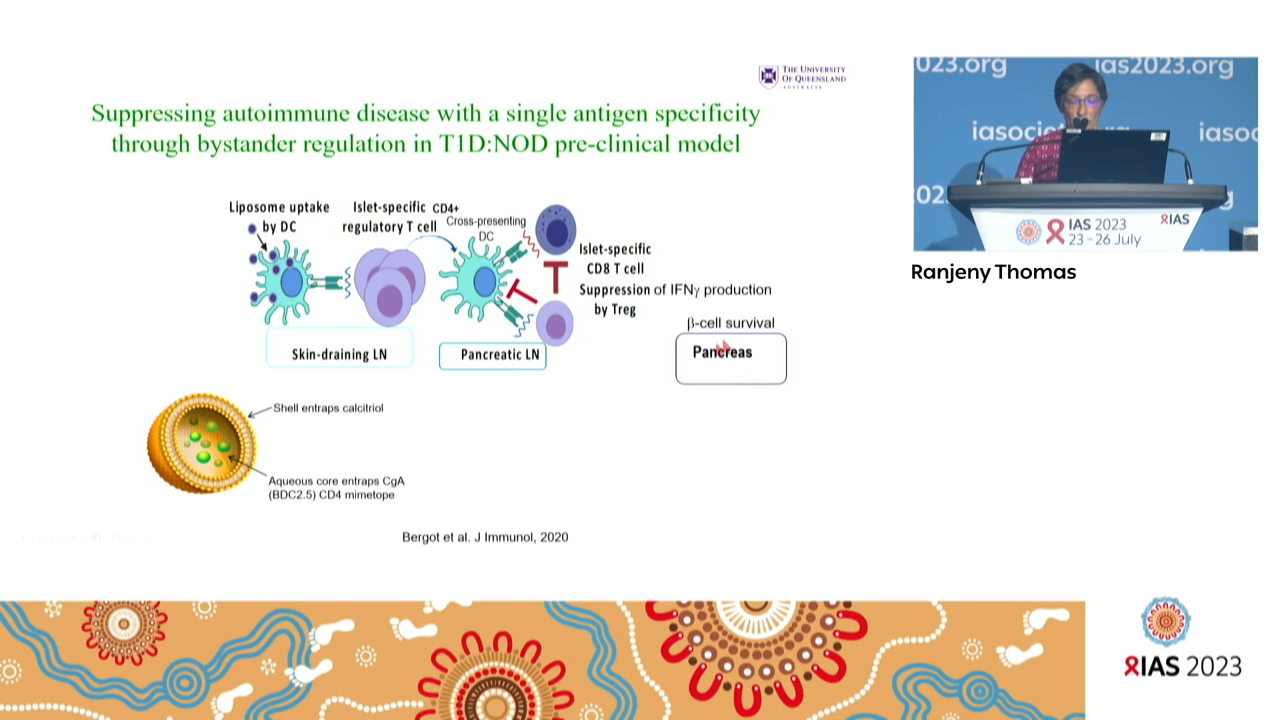 THE UNIVERSITY
OF QUEENSLAND
AUSTRALIA
Suppressing autoimmune disease with a single antigen specificity
through bystander regulation in T1D:NOD pre-clinical model
Liposome uptake
by DC
Islet-specific CD4+
regulatory T cell
Cross-presenting
DC
Islet-specific
CD8 T cell
Suppression of IFNγ production
by Treg
β-cell survival
Pancreas
Skin-draining LN
Pancreatic LN
Shell entraps calcitriol
Aqueous core entraps CgA
(BDC2.5) CD4 mimetope
Bergot et al. J Immunol, 2020
023.org
ias2023.org
iasocie
iasoc
02
IAS 2023
23–26 July
IAS
Ranjeny Thomas
IAS 2023